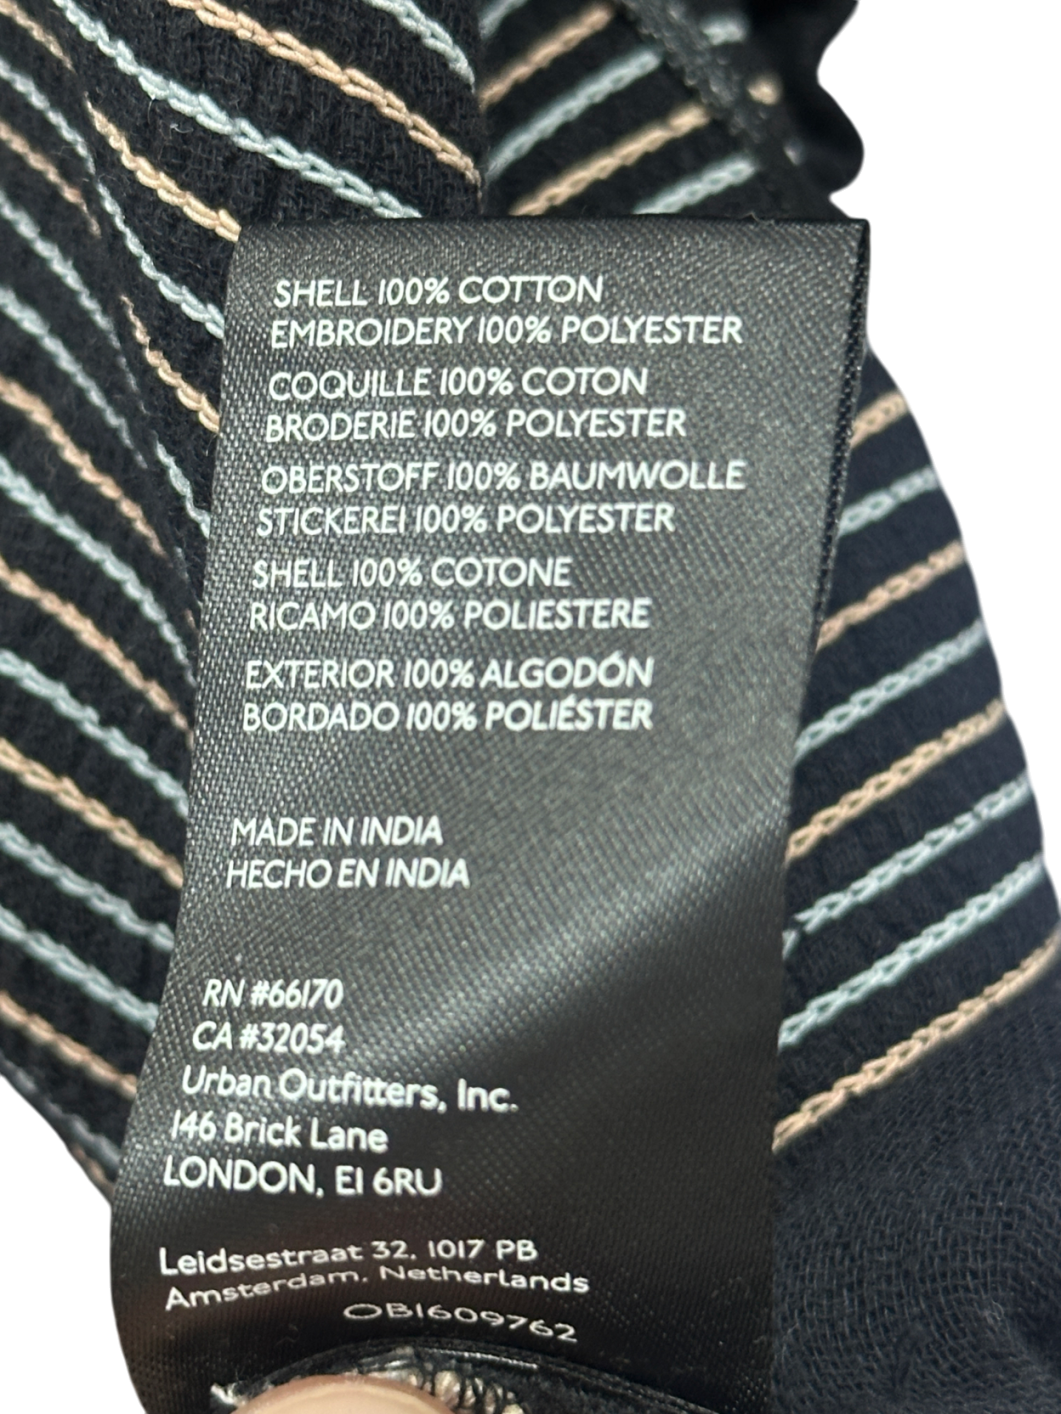 SHELL 100% COTTON
EMBROIDERY 100% POLYESTER
COQUILLE 100% COTON
BRODERIE 100% POLYESTER
OBERSTOFF 100% BAUMWOLLE
STICKEREI 100% POLYESTER
SHELL 100% COTONE
RICAMO 100% POLIESTERE
EXTERIOR 100% ALGODÓN
BORDADO 100% POLIÉSTER
MADE IN INDIA
HECHO EN INDIA
RN #66170
CA #32054
Urban Outfitters, Inc.
146 Brick Lane
LONDON, E1 6RU
Leidsestraat 32, 1017 PB
Amsterdam, Netherlands
OB1609762